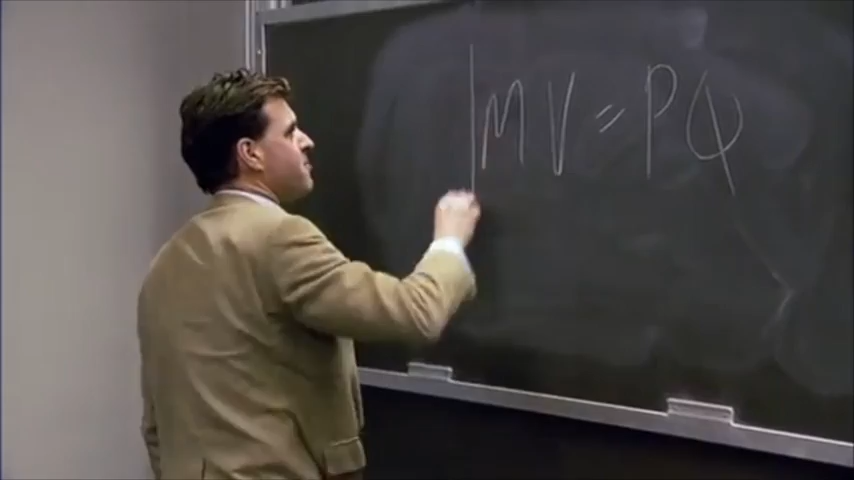 MV = PQ